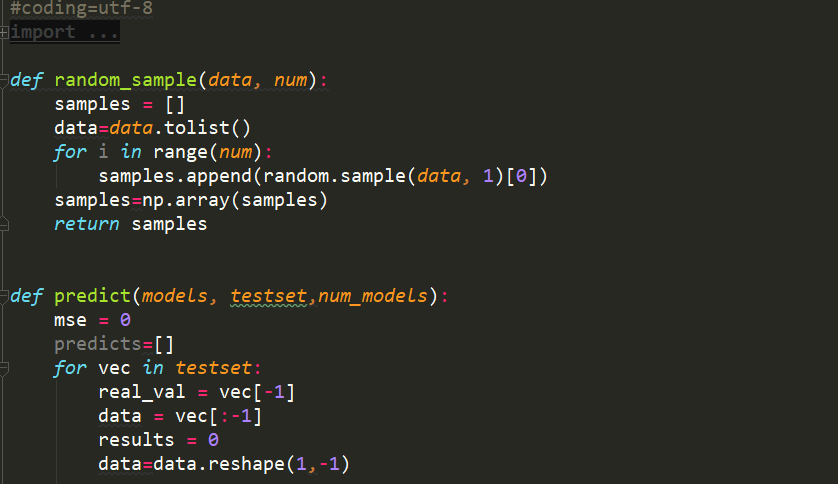 #coding=utf-8
import ...
def random_sample(data, num):
    samples = []
    data=data.tolist()
    for i in range(num):
        samples.append(random.sample(data, 1)[0])
    samples=np.array(samples)
    return samples
def predict(models, testset,num_models):
    mse = 0
    predicts=[]
    for vec in testset:
        real_val = vec[-1]
        data = vec[:-1]
        results = 0
        data=data.reshape(1,-1)